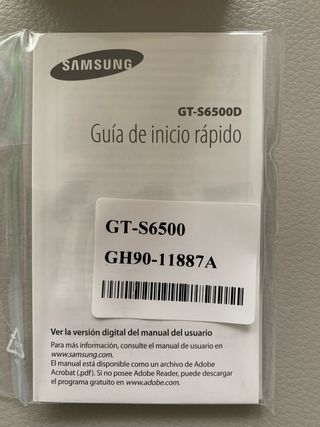 SAMSUNG
GT-S6500D
Guía de inicio rápido
GT-S6500
GH90-11887A
Ver la versión digital del manual del usuario
Para más información, consulte el manual de usuario en
www.samsung.com.
El manual está disponible como un archivo de Adobe
Acrobat (.pdf). Si no posee Adobe Reader, puede descargar
el programa gratuito en www.adobe.com.